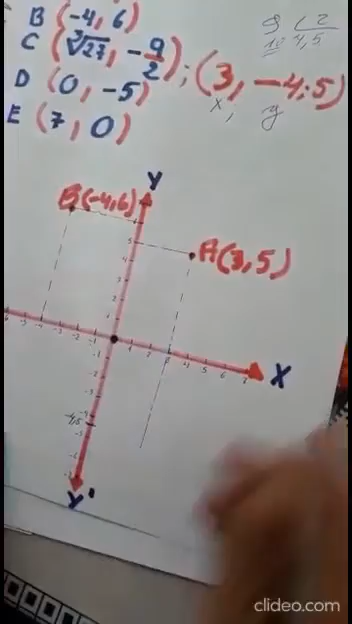 B (-4, 6)
9 2
10 4,5
C (∛27, -9/2); (3, -4.5)
x, y
D (0, -5)
E (7, 0)
Y
B(-4,6)
A(3,5)
X
-4,5
Y'
clideo.com